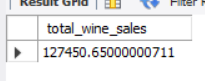 Result Grid Filter R
total_wine_sales
127450.65000000711